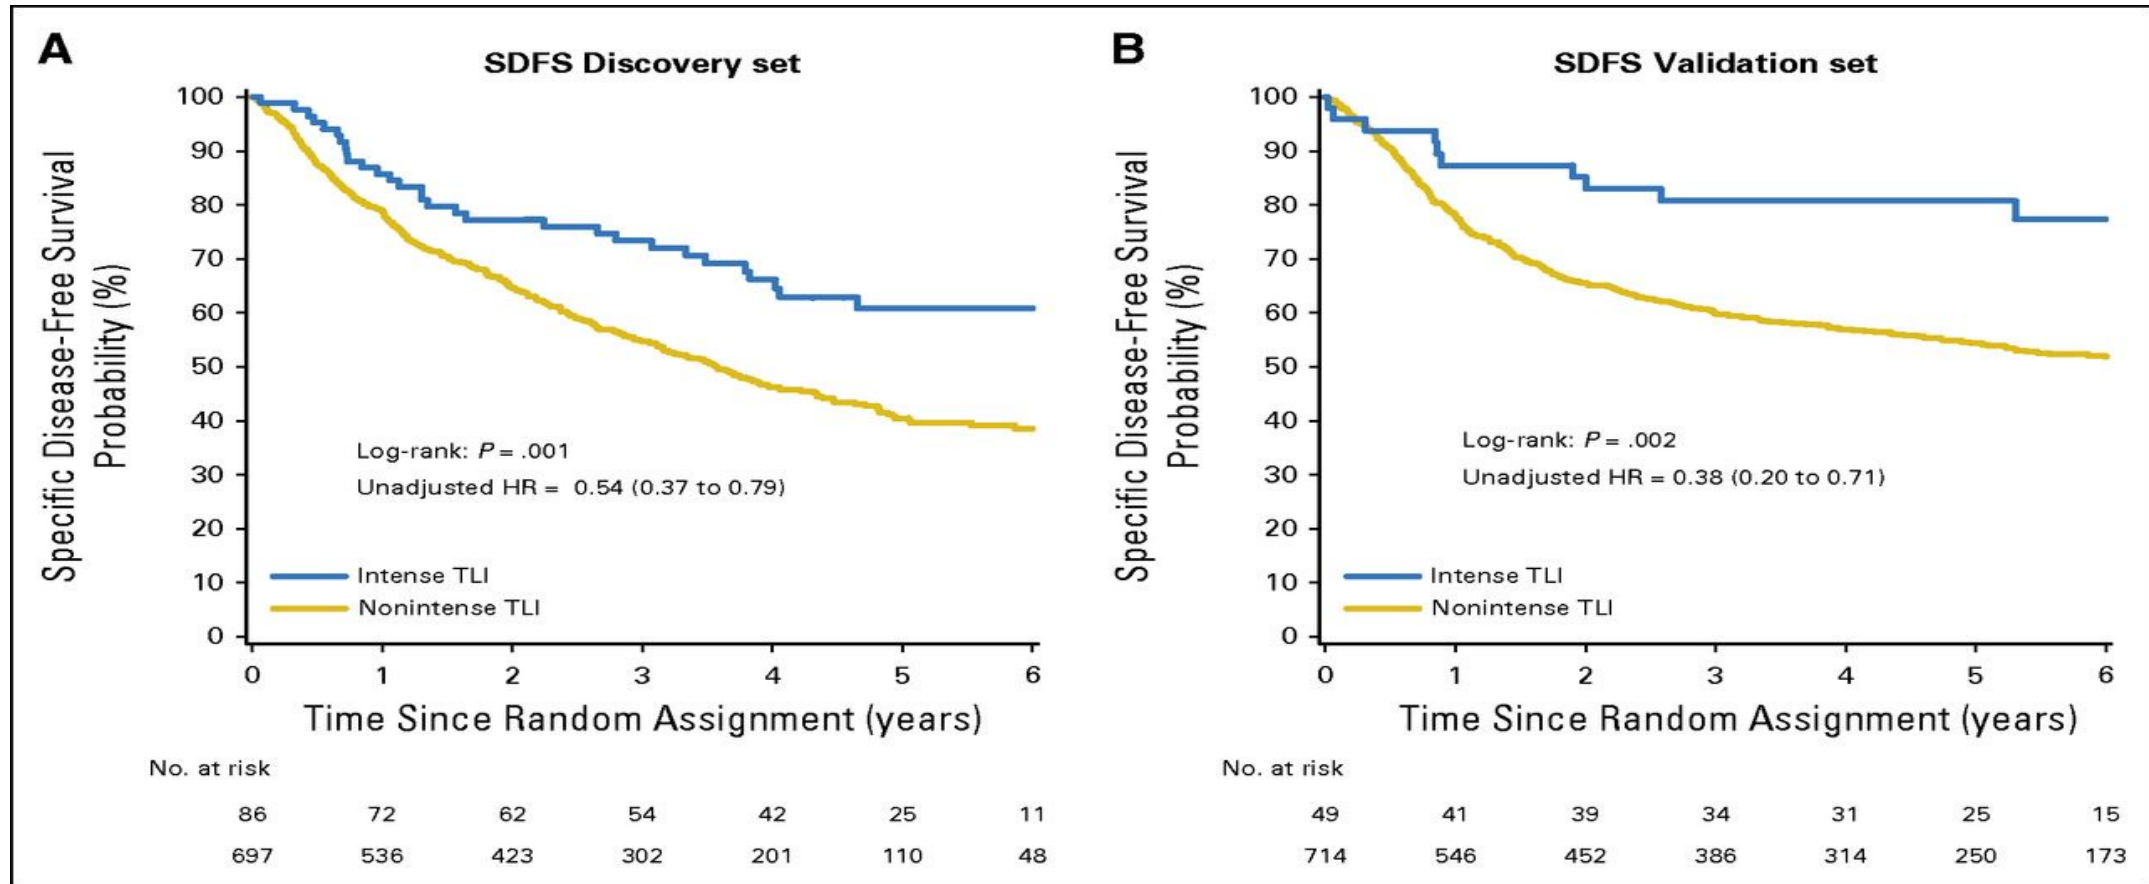 A
SDFS Discovery set
Specific Disease-Free Survival
Probability (%)
100
90
80
70
60
50
40
30
20
10
0
Log-rank: P = .001
Unadjusted HR = 0.54 (0.37 to 0.79)
Intense TLI
Nonintense TLI
0 1 2 3 4 5 6
Time Since Random Assignment (years)
No. at risk
86 72 62 54 42 25 11
697 536 423 302 201 110 48
B
SDFS Validation set
Specific Disease-Free Survival
Probability (%)
100
90
80
70
60
50
40
30
20
10
0
Log-rank: P = .002
Unadjusted HR = 0.38 (0.20 to 0.71)
Intense TLI
Nonintense TLI
0 1 2 3 4 5 6
Time Since Random Assignment (years)
No. at risk
49 41 39 34 31 25 15
714 546 452 386 314 250 173